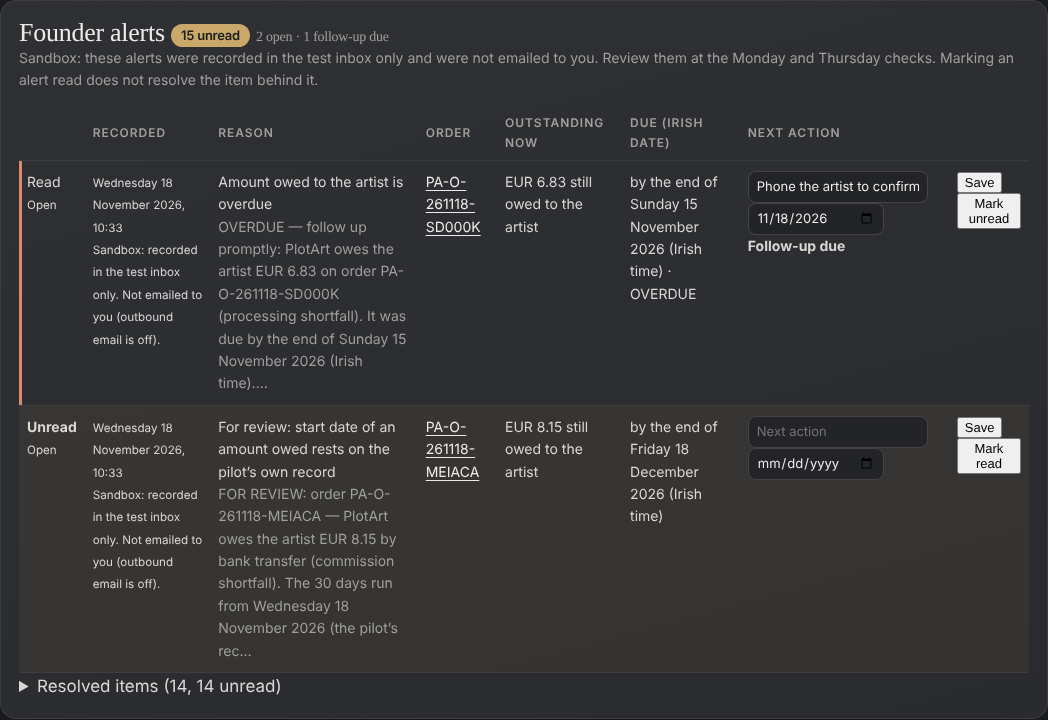 Founder alerts 15 unread 2 open · 1 follow-up due
Sandbox: these alerts were recorded in the test inbox only and were not emailed to you. Review them at the Monday and Thursday checks. Marking an
alert read does not resolve the item behind it.
RECORDED
REASON
ORDER
OUTSTANDING
NOW
DUE (IRISH
DATE)
NEXT ACTION
Read
Open
Wednesday 18
November 2026,
10:33
Sandbox: recorded
in the test inbox
only. Not emailed to
you (outbound
email is off).
Amount owed to the artist is
overdue
OVERDUE — follow up
promptly: PlotArt owes the
artist EUR 6.83 on order PA-
O-261118-SD000K
(processing shortfall). It was
due by the end of Sunday 15
November 2026 (Irish
time)....
PA-O-
261118-
SD000K
EUR 6.83 still
owed to the
artist
by the end of
Sunday 15
November
2026 (Irish
time) ·
OVERDUE
Phone the artist to confirm
11/18/2026
Follow-up due
Save
Mark
unread
Unread
Open
Wednesday 18
November 2026,
10:33
Sandbox: recorded
in the test inbox
only. Not emailed to
you (outbound
email is off).
For review: start date of an
amount owed rests on the
pilot’s own record
FOR REVIEW: order PA-O-
261118-MEIACA — PlotArt
owes the artist EUR 8.15 by
bank transfer (commission
shortfall). The 30 days run
from Wednesday 18
November 2026 (the pilot’s
rec...
PA-O-
261118-
MEIACA
EUR 8.15 still
owed to the
artist
by the end of
Friday 18
December
2026 (Irish
time)
Next action
mm/dd/yyyy
Save
Mark
read
Resolved items (14, 14 unread)